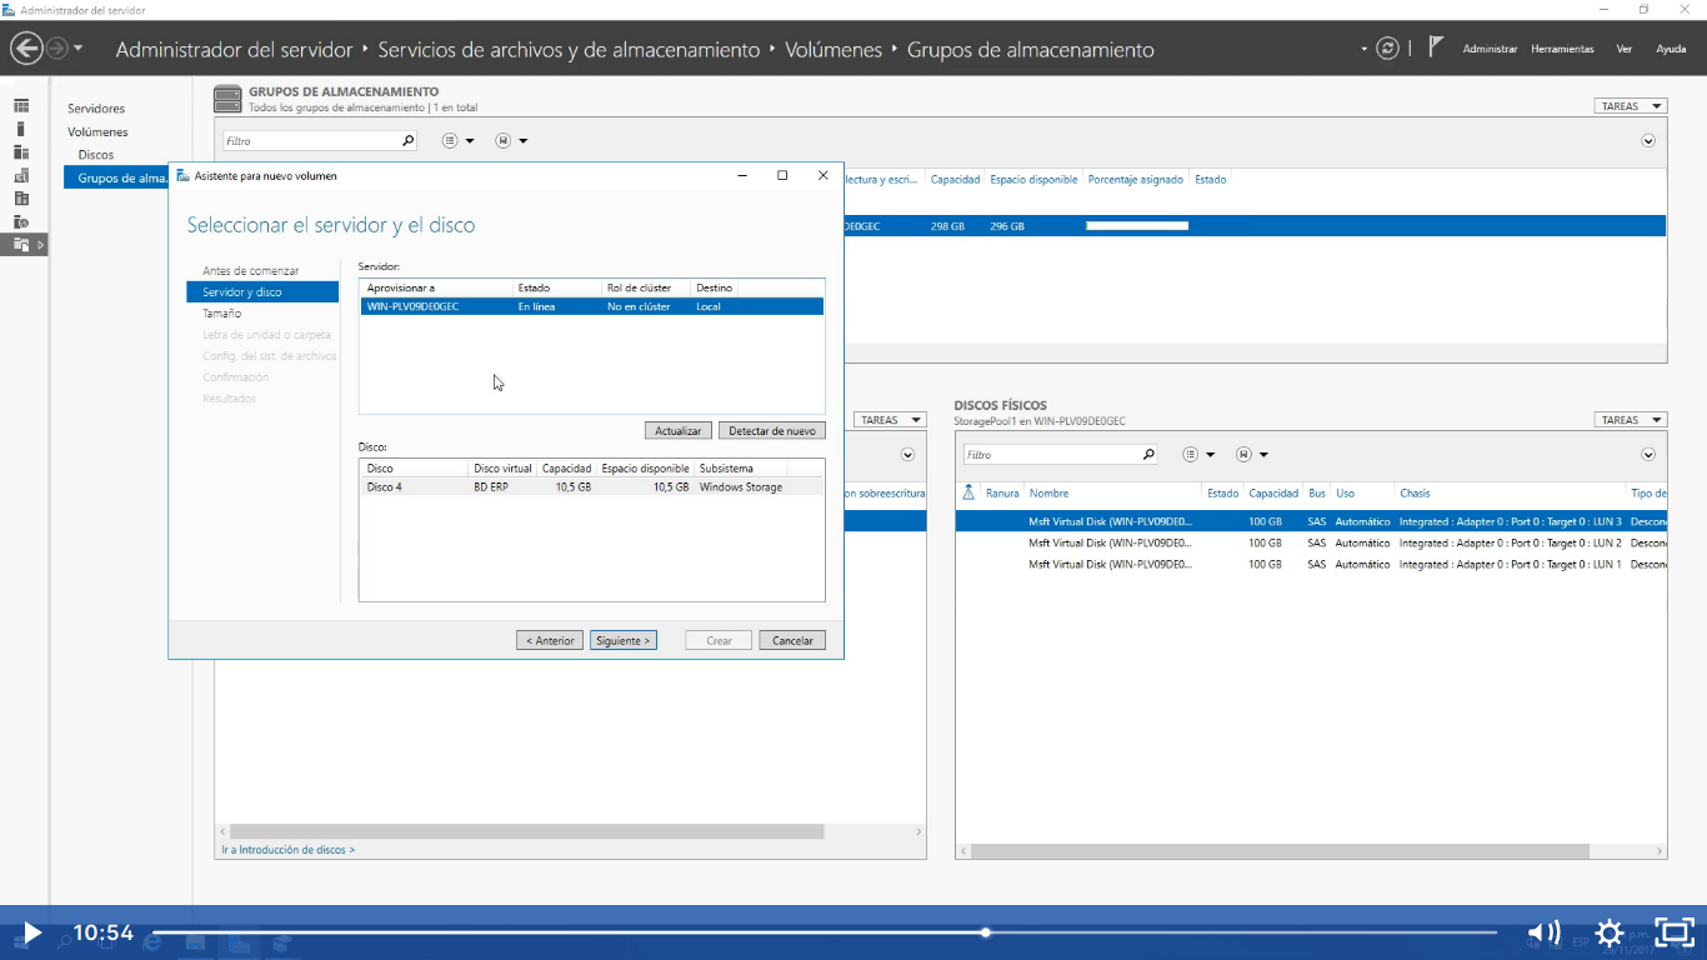 Administrador del servidor
Administrador del servidor ‣ Servicios de archivos y de almacenamiento ‣ Volúmenes ‣ Grupos de almacenamiento
Administrar Herramientas Ver Ayuda
Servidores
Volúmenes
Discos
Grupos de alma...
GRUPOS DE ALMACENAMIENTO
Todos los grupos de almacenamiento | 1 en total
TAREAS
Filtro
lectura y escri... Capacidad Espacio disponible Porcentaje asignado Estado
DE0GEC 298 GB 296 GB
Asistente para nuevo volumen
Seleccionar el servidor y el disco
Antes de comenzar
Servidor y disco
Tamaño
Letra de unidad o carpeta
Config. del sist. de archivos
Confirmación
Resultados
Servidor:
Aprovisionar a Estado Rol de clúster Destino
WIN-PLV09DE0GEC En línea No en clúster Local
Actualizar Detectar de nuevo
Disco:
Disco Disco virtual Capacidad Espacio disponible Subsistema
Disco 4 BD ERP 10,5 GB 10,5 GB Windows Storage
< Anterior Siguiente > Crear Cancelar
TAREAS
on sobreescritura
Ir a Introducción de discos >
DISCOS FÍSICOS
StoragePool1 en WIN-PLV09DE0GEC
TAREAS
Filtro
Ranura Nombre Estado Capacidad Bus Uso Chasis Tipo de
Msft Virtual Disk (WIN-PLV09DE0... 100 GB SAS Automático Integrated : Adapter 0 : Port 0 : Target 0 : LUN 3 Descon
Msft Virtual Disk (WIN-PLV09DE0... 100 GB SAS Automático Integrated : Adapter 0 : Port 0 : Target 0 : LUN 2 Descon
Msft Virtual Disk (WIN-PLV09DE0... 100 GB SAS Automático Integrated : Adapter 0 : Port 0 : Target 0 : LUN 1 Descon
10:54
ESP
p.m.